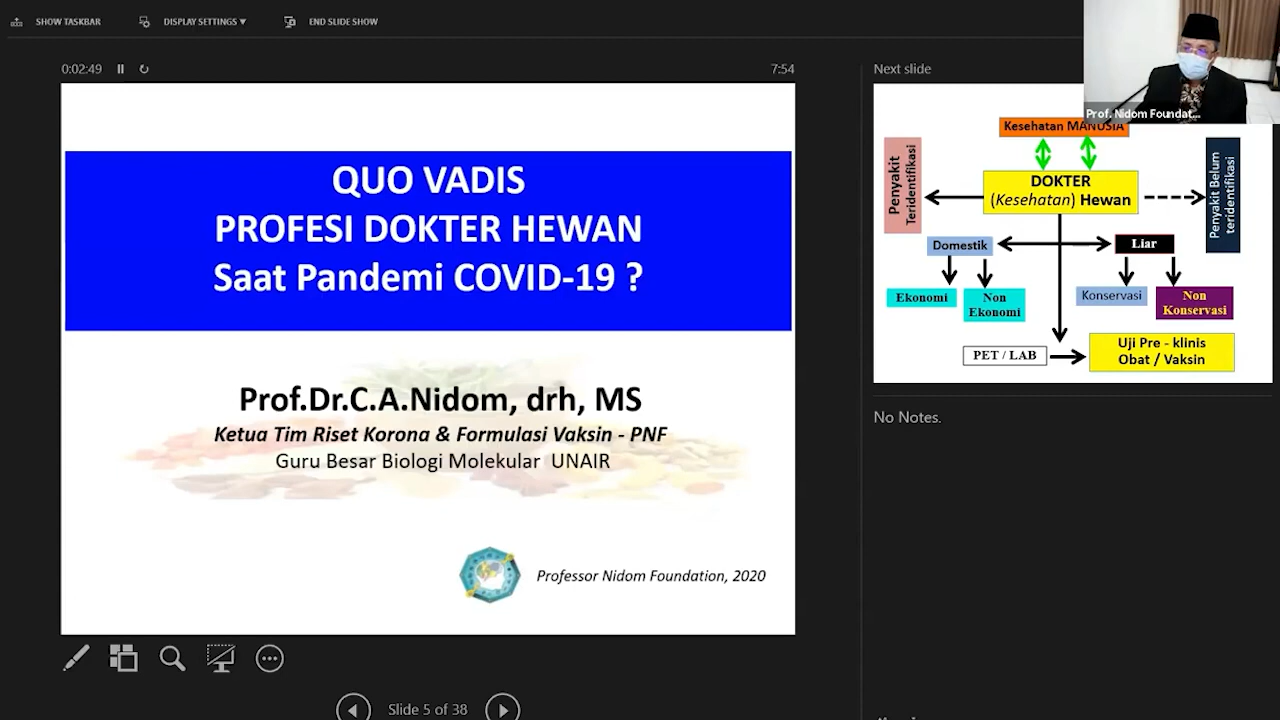 SHOW TASKBAR
DISPLAY SETTINGS ▼
END SLIDE SHOW
0:02:49
7:54
QUO VADIS
PROFESI DOKTER HEWAN
Saat Pandemi COVID-19 ?
Prof.Dr.C.A.Nidom, drh, MS
Ketua Tim Riset Korona & Formulasi Vaksin - PNF
Guru Besar Biologi Molekular UNAIR
Professor Nidom Foundation, 2020
Slide 5 of 38
Next slide
Prof. Nidom Foundat...
Kesehatan MANUSIA
Penyakit
Teridentifikasi
DOKTER
(Kesehatan) Hewan
Penyakit Belum
teridentifikasi
Domestik
Liar
Ekonomi
Non
Ekonomi
Konservasi
Non
Konservasi
PET / LAB
Uji Pre - klinis
Obat / Vaksin
No Notes.